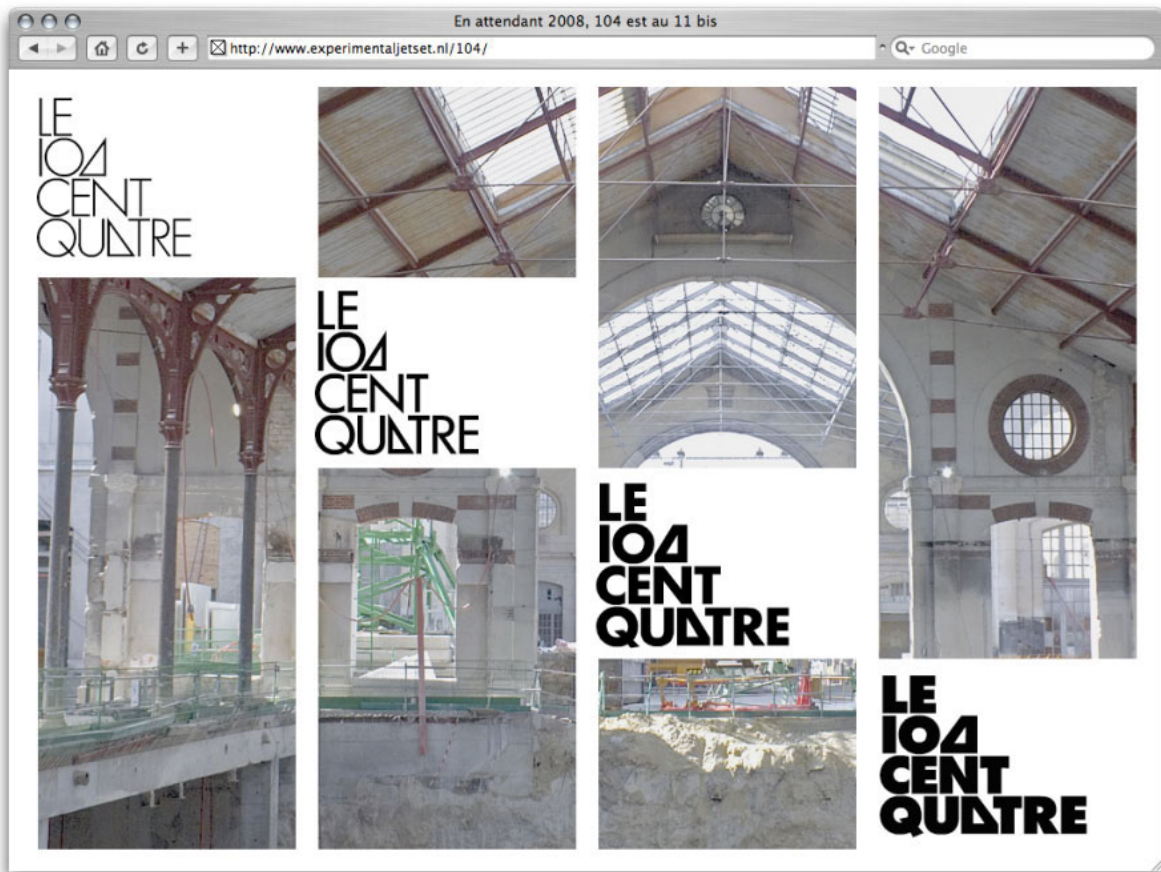 En attendant 2008, 104 est au 11 bis
http://www.experimentaljetset.nl/104/
Google
LE
104
CENT
QUATRE
LE
104
CENT
QUATRE
LE
104
CENT
QUATRE
LE
104
CENT
QUATRE